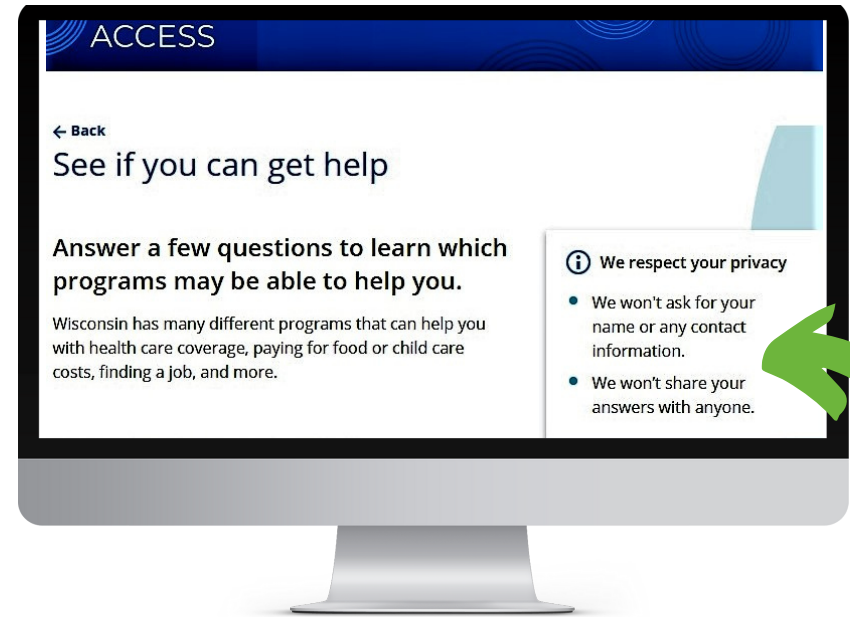 ACCESS
← Back
See if you can get help
Answer a few questions to learn which
programs may be able to help you.
Wisconsin has many different programs that can help you
with health care coverage, paying for food or child care
costs, finding a job, and more.
We respect your privacy
• We won't ask for your
name or any contact
information.
• We won't share your
answers with anyone.